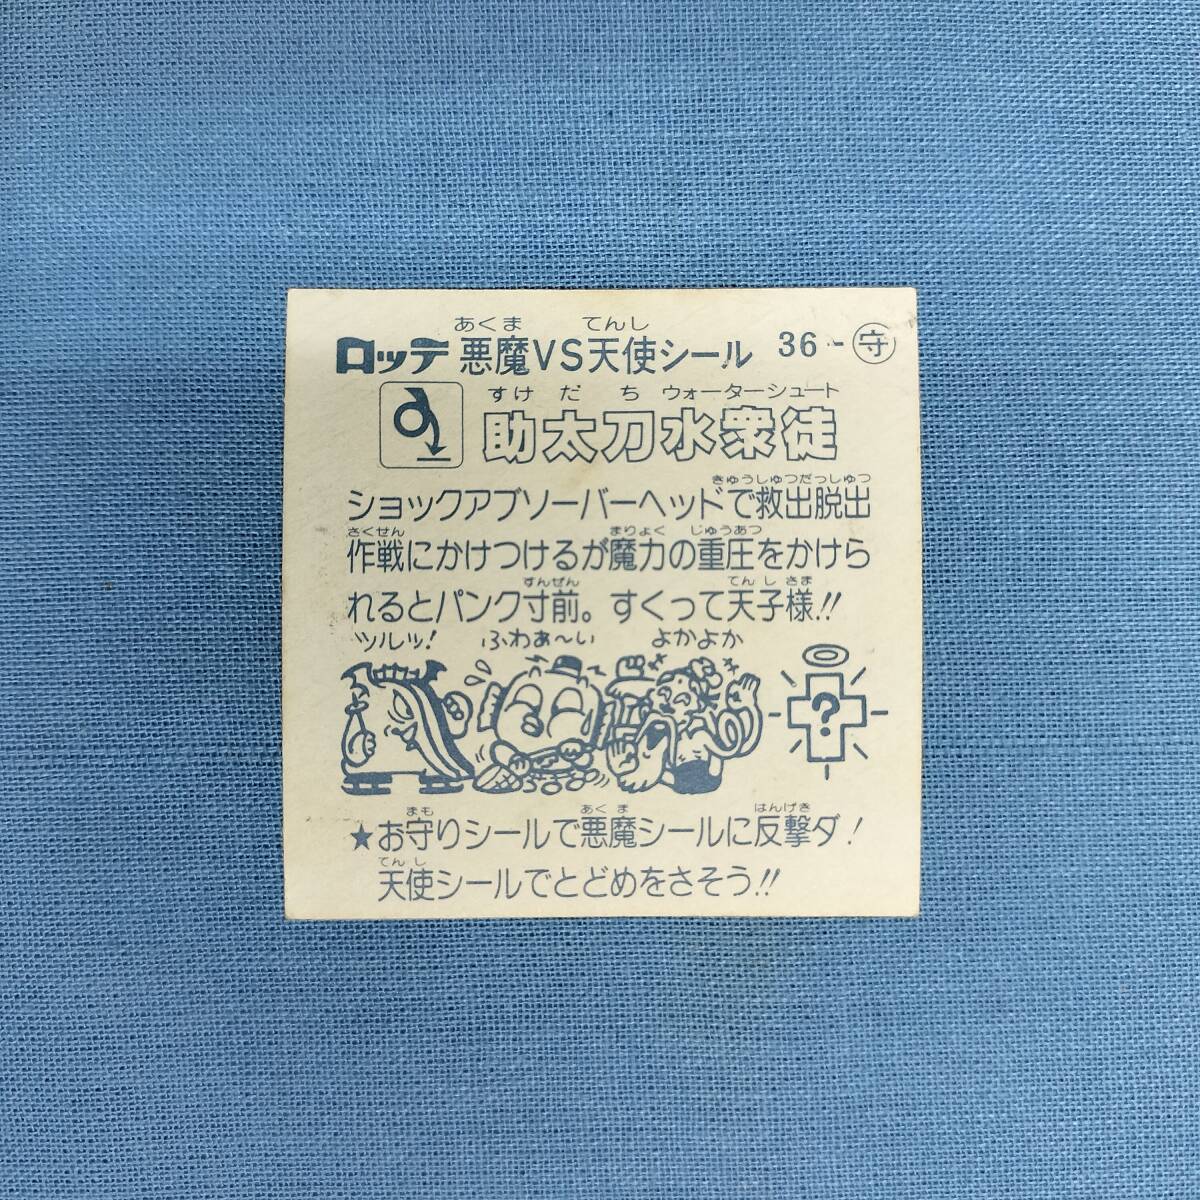 あくま てんし
ロッテ 悪魔VS天使シール 36-守
すけだち ウォーターシュート
助太刀水衆徒
きゅうしゅつだっしゅつ
ショックアブソーバーヘッドで救出脱出
さくせん まりょく じゅうあつ
作戦にかけつけるが魔力の重圧をかけら
すんぜん てんしさま
れるとパンク寸前。すくって天子様!!
ツルッ! ふわぁ〜い よかよか
?
まも あくま はんげき
★お守りシールで悪魔シールに反撃ダ!
てんし
天使シールでとどめをさそう!!